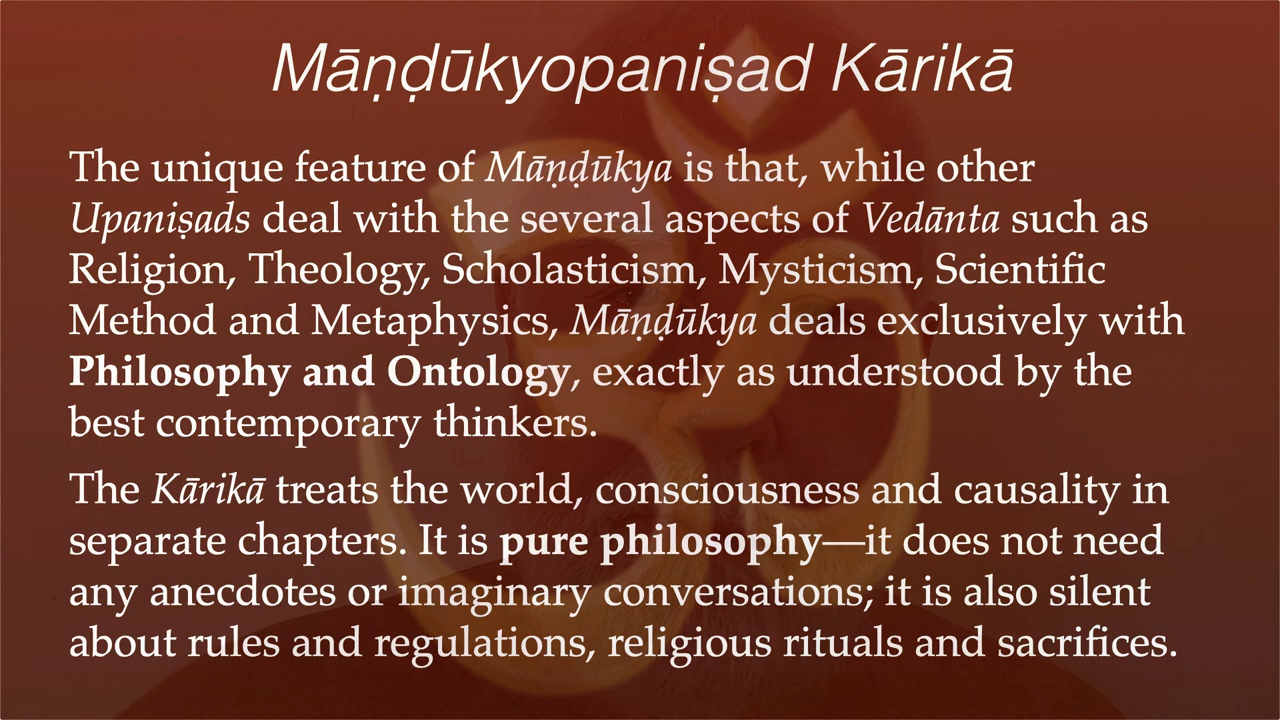 Māṇḍūkyopaniṣad Kārikā
The unique feature of Māṇḍūkya is that, while other
Upaniṣads deal with the several aspects of Vedānta such as
Religion, Theology, Scholasticism, Mysticism, Scientific
Method and Metaphysics, Māṇḍūkya deals exclusively with
Philosophy and Ontology, exactly as understood by the
best contemporary thinkers.
The Kārikā treats the world, consciousness and causality in
separate chapters. It is pure philosophy—it does not need
any anecdotes or imaginary conversations; it is also silent
about rules and regulations, religious rituals and sacrifices.